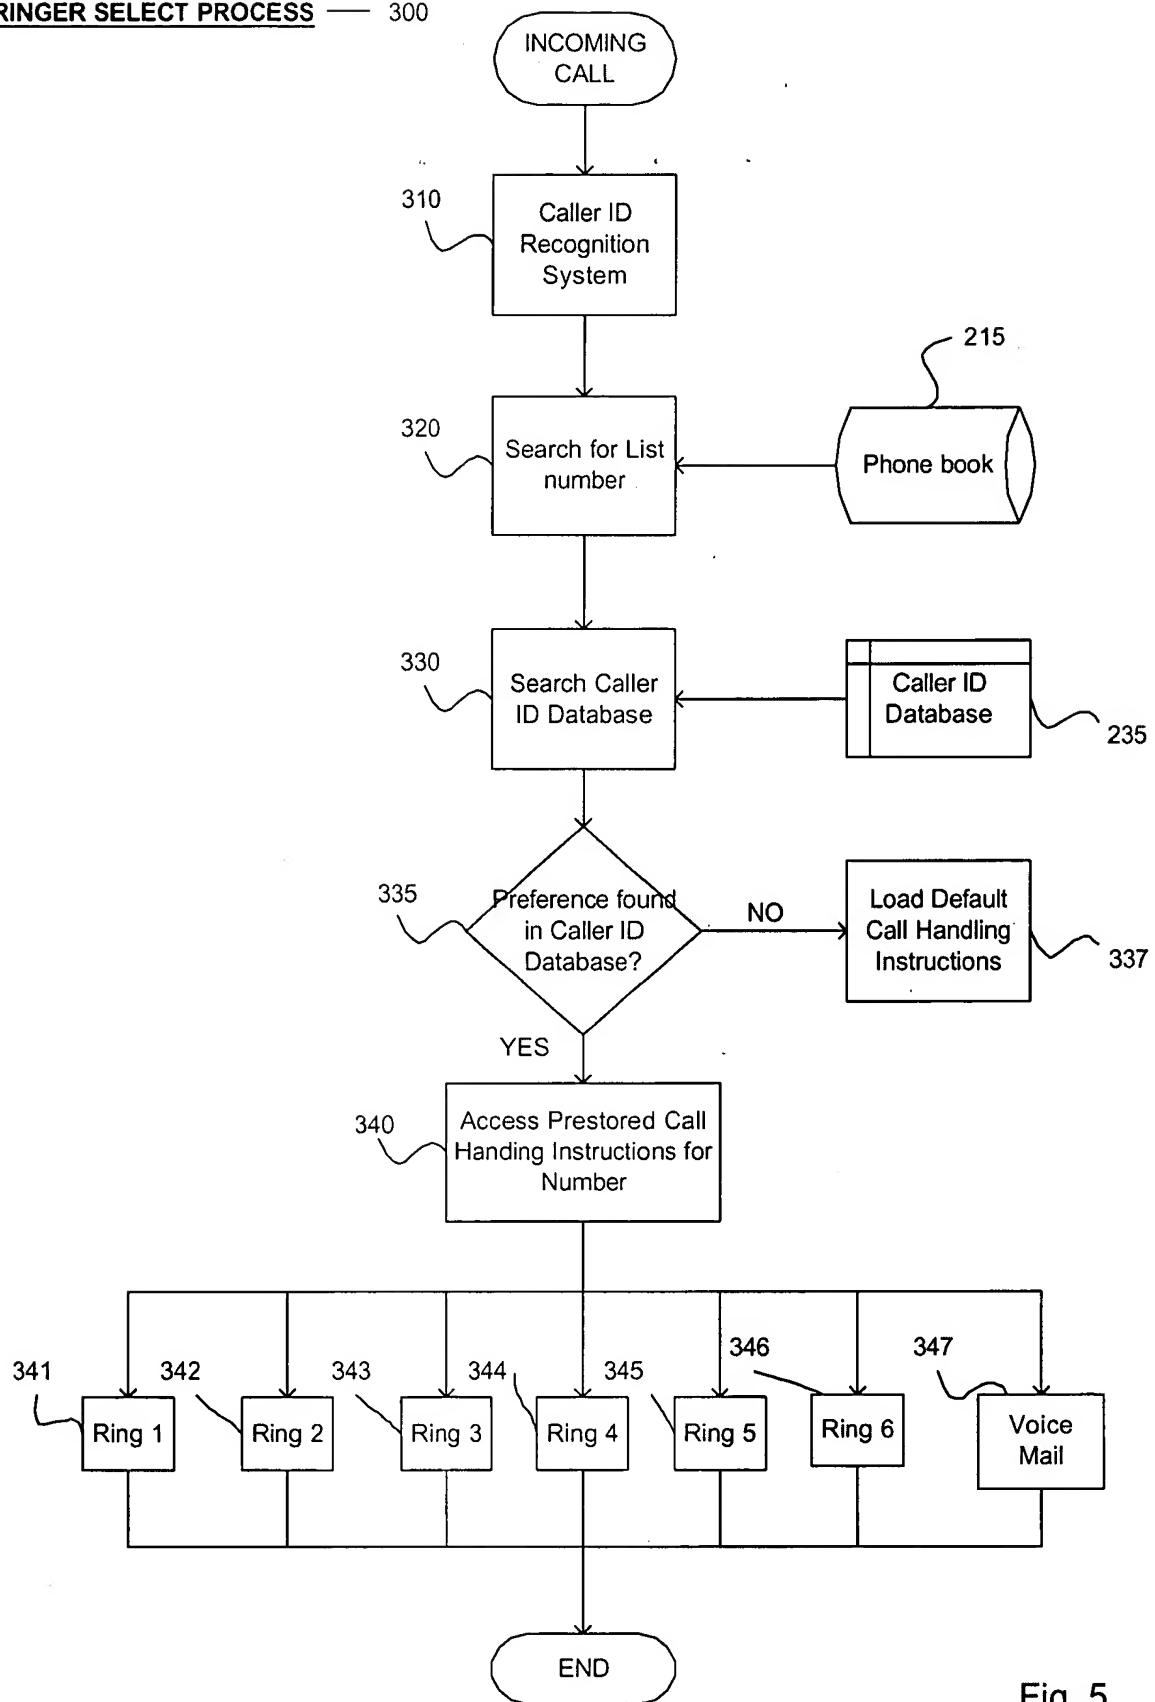 RINGER SELECT PROCESS — 300
INCOMING
CALL
310
Caller ID
Recognition
System
215
320
Search for List
number
Phone book
330
Search Caller
ID Database
Caller ID
Database
235
335
Preference found
in Caller ID
Database?
NO
Load Default
Call Handling
Instructions
337
YES
340
Access Prestored Call
Handing Instructions for
Number
341
342
343
344
345
346
347
Ring 1
Ring 2
Ring 3
Ring 4
Ring 5
Ring 6
Voice
Mail
END
Fig. 5